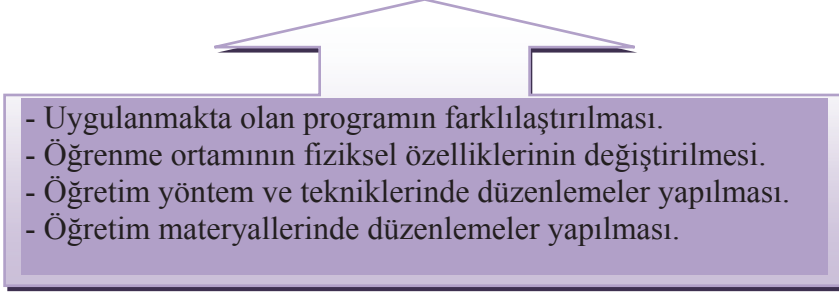 - Uygulanmakta olan programın farklılaştırılması.
- Öğrenme ortamının fiziksel özelliklerinin değiştirilmesi.
- Öğretim yöntem ve tekniklerinde düzenlemeler yapılması.
- Öğretim materyallerinde düzenlemeler yapılması.